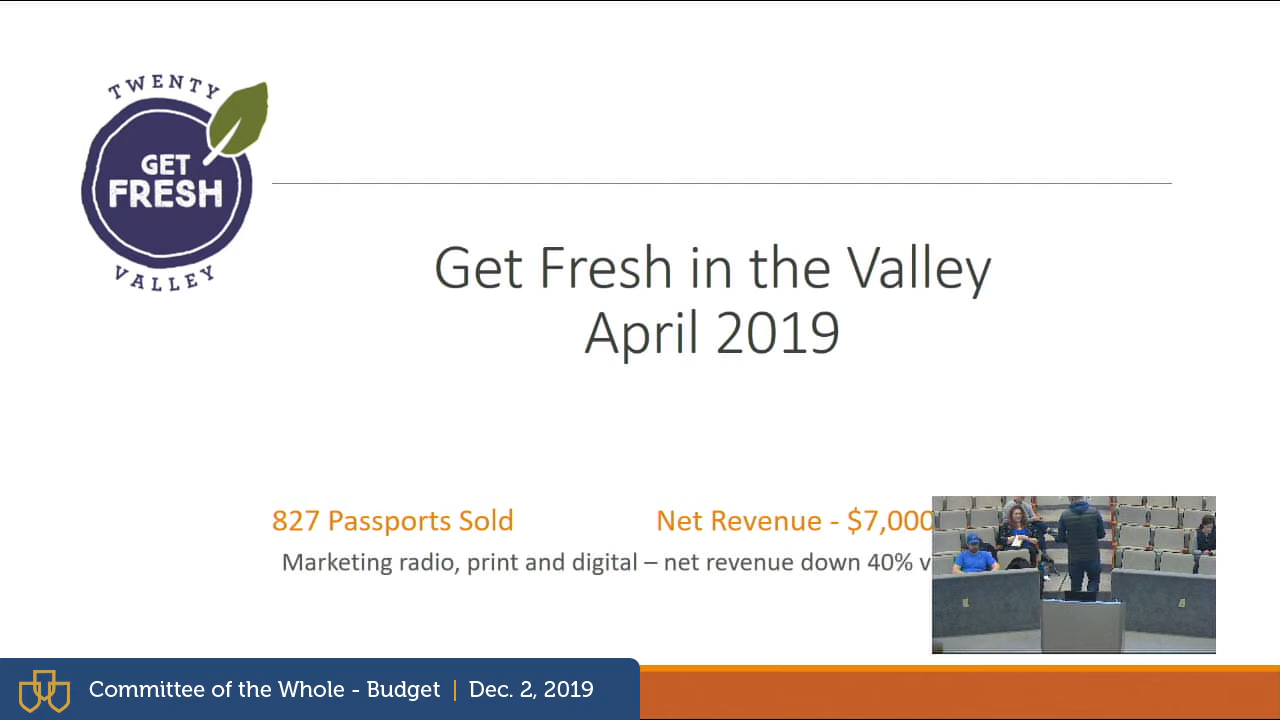 TWENTY
GET
FRESH
VALLEY
Get Fresh in the Valley
April 2019
827 Passports Sold
Net Revenue - $7,000
Marketing radio, print and digital – net revenue down 40% v
Committee of the Whole - Budget | Dec. 2, 2019